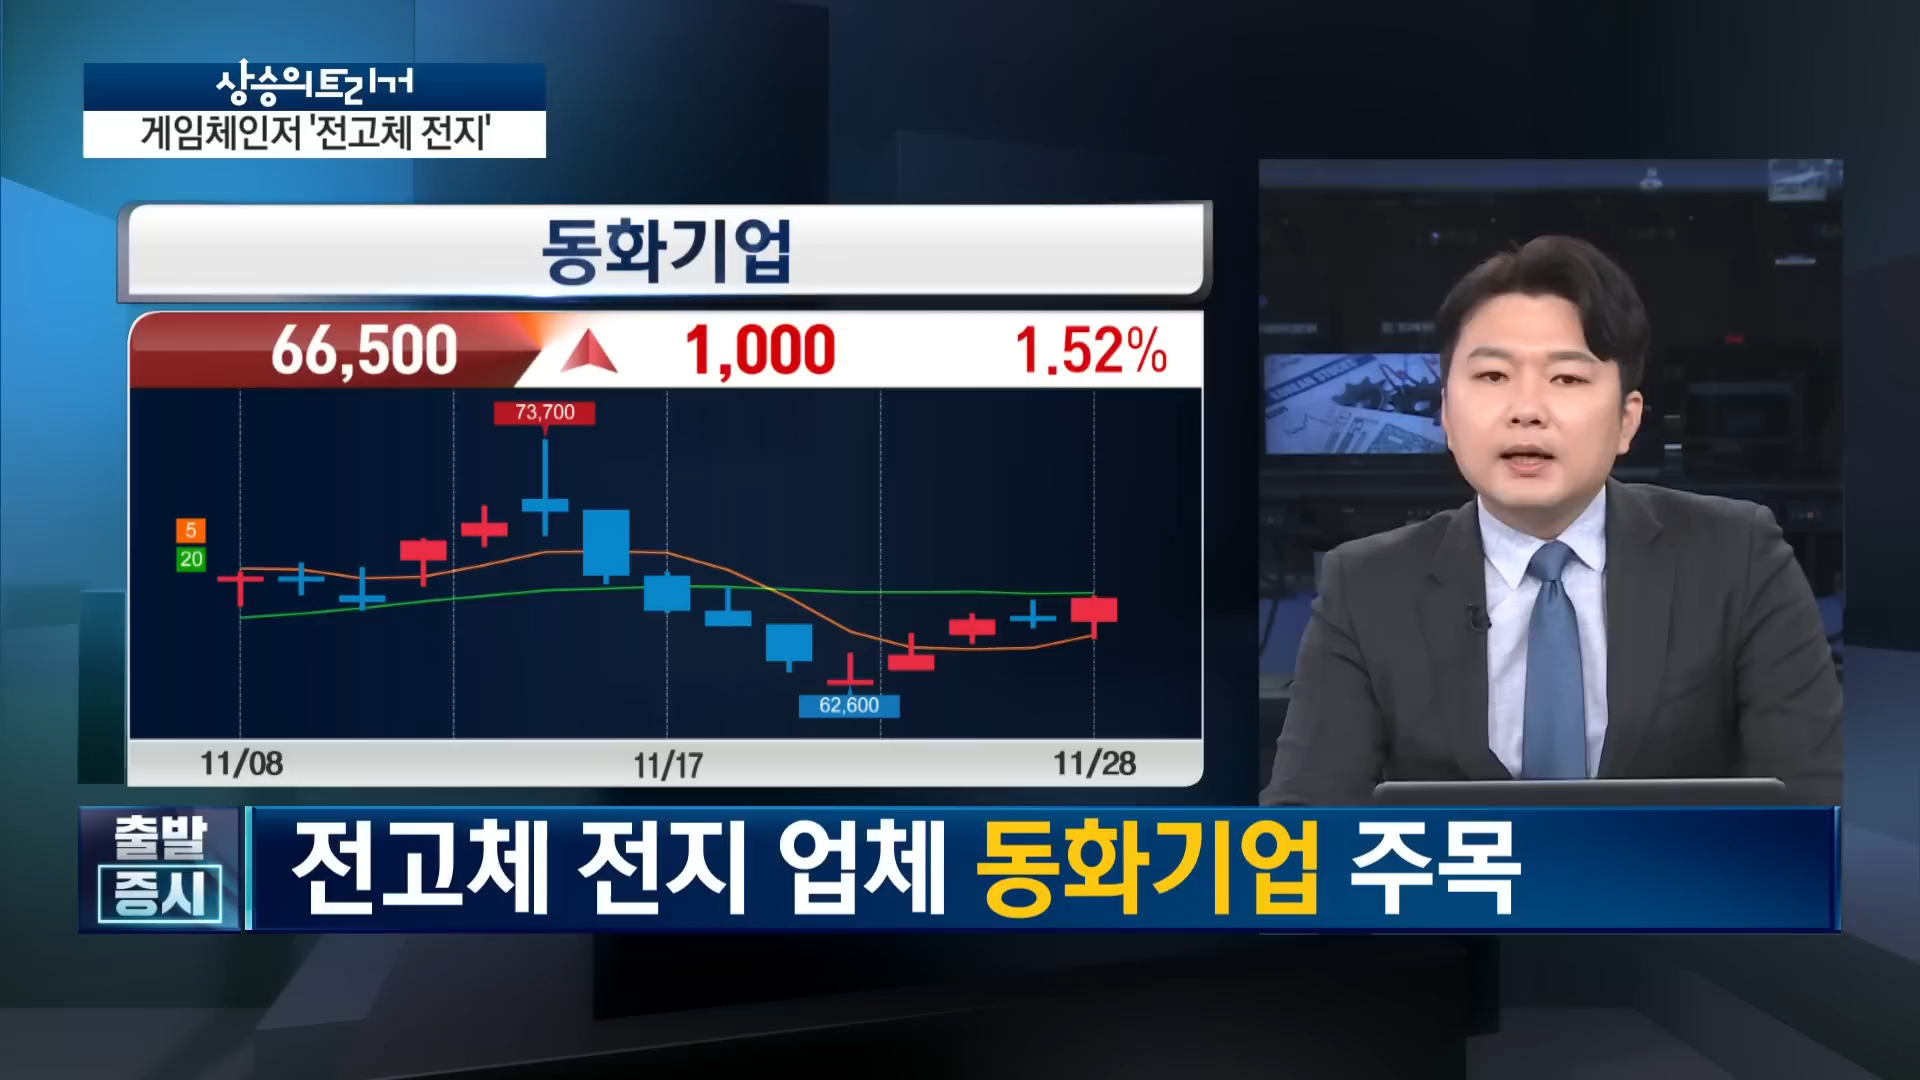 상승의트리거
게임체인저 '전고체 전지'
동화기업
66,500 1,000 1.52%
73,700
5
20
62,600
11/08 11/17 11/28
출발
증시
전고체 전지 업체 동화기업 주목